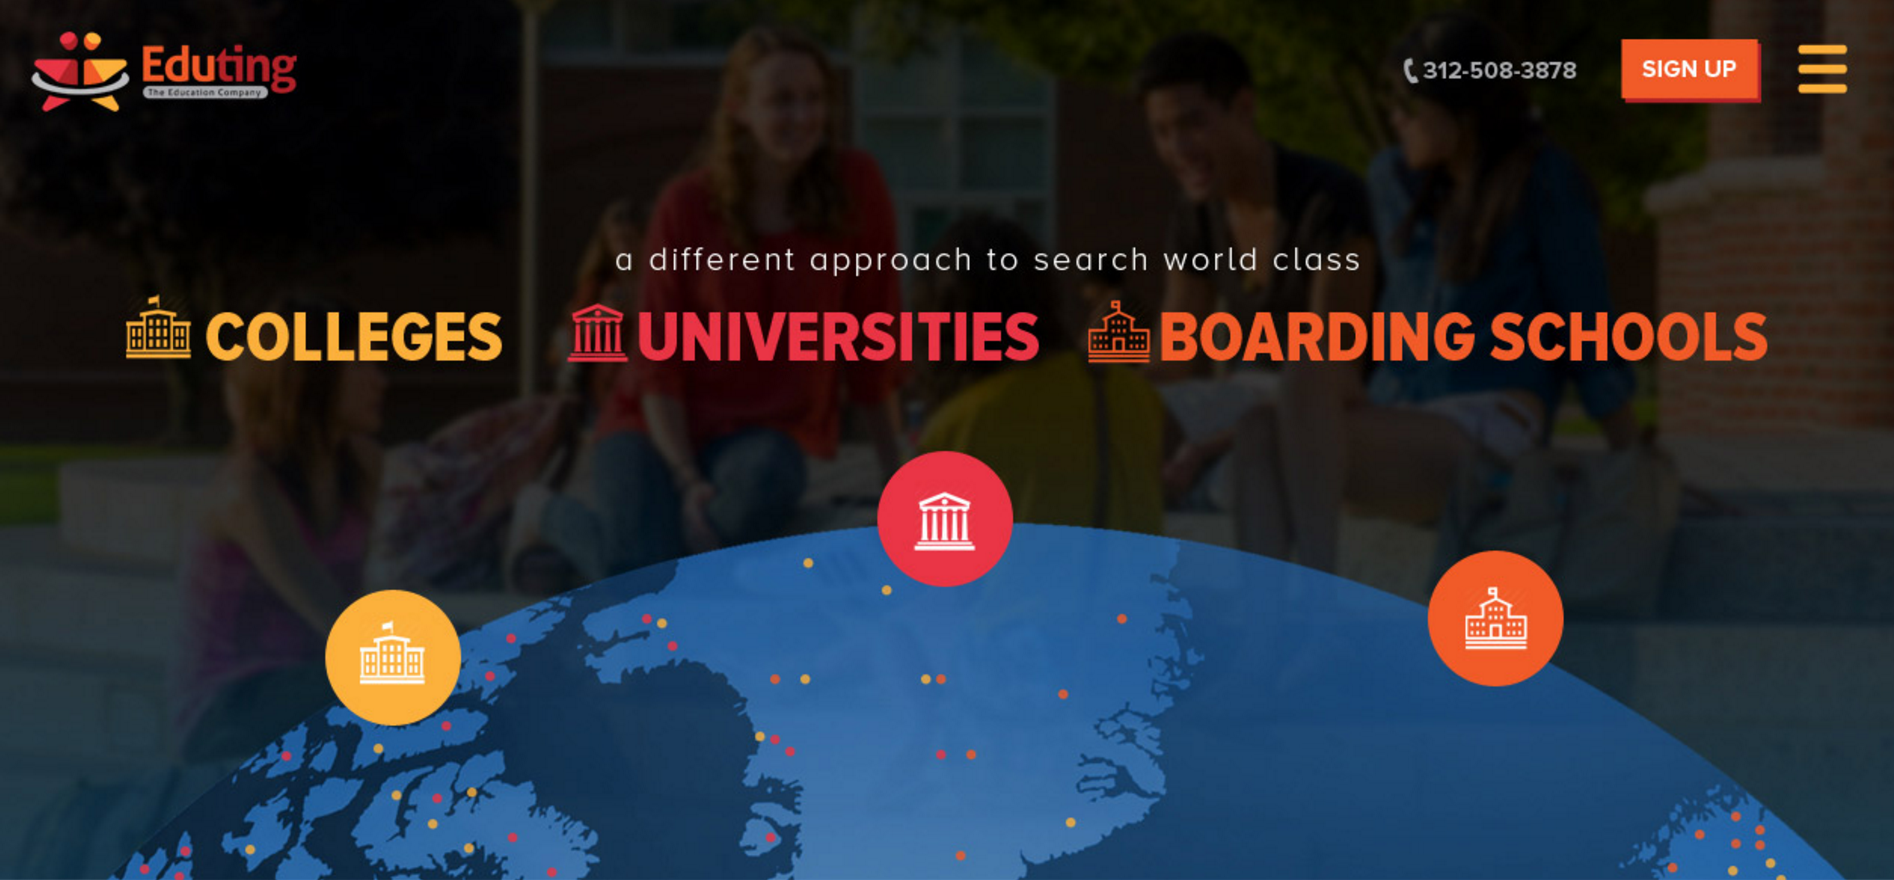 Eduting
The Education Company
312-508-3878
SIGN UP
a different approach to search world class
COLLEGES
UNIVERSITIES
BOARDING SCHOOLS